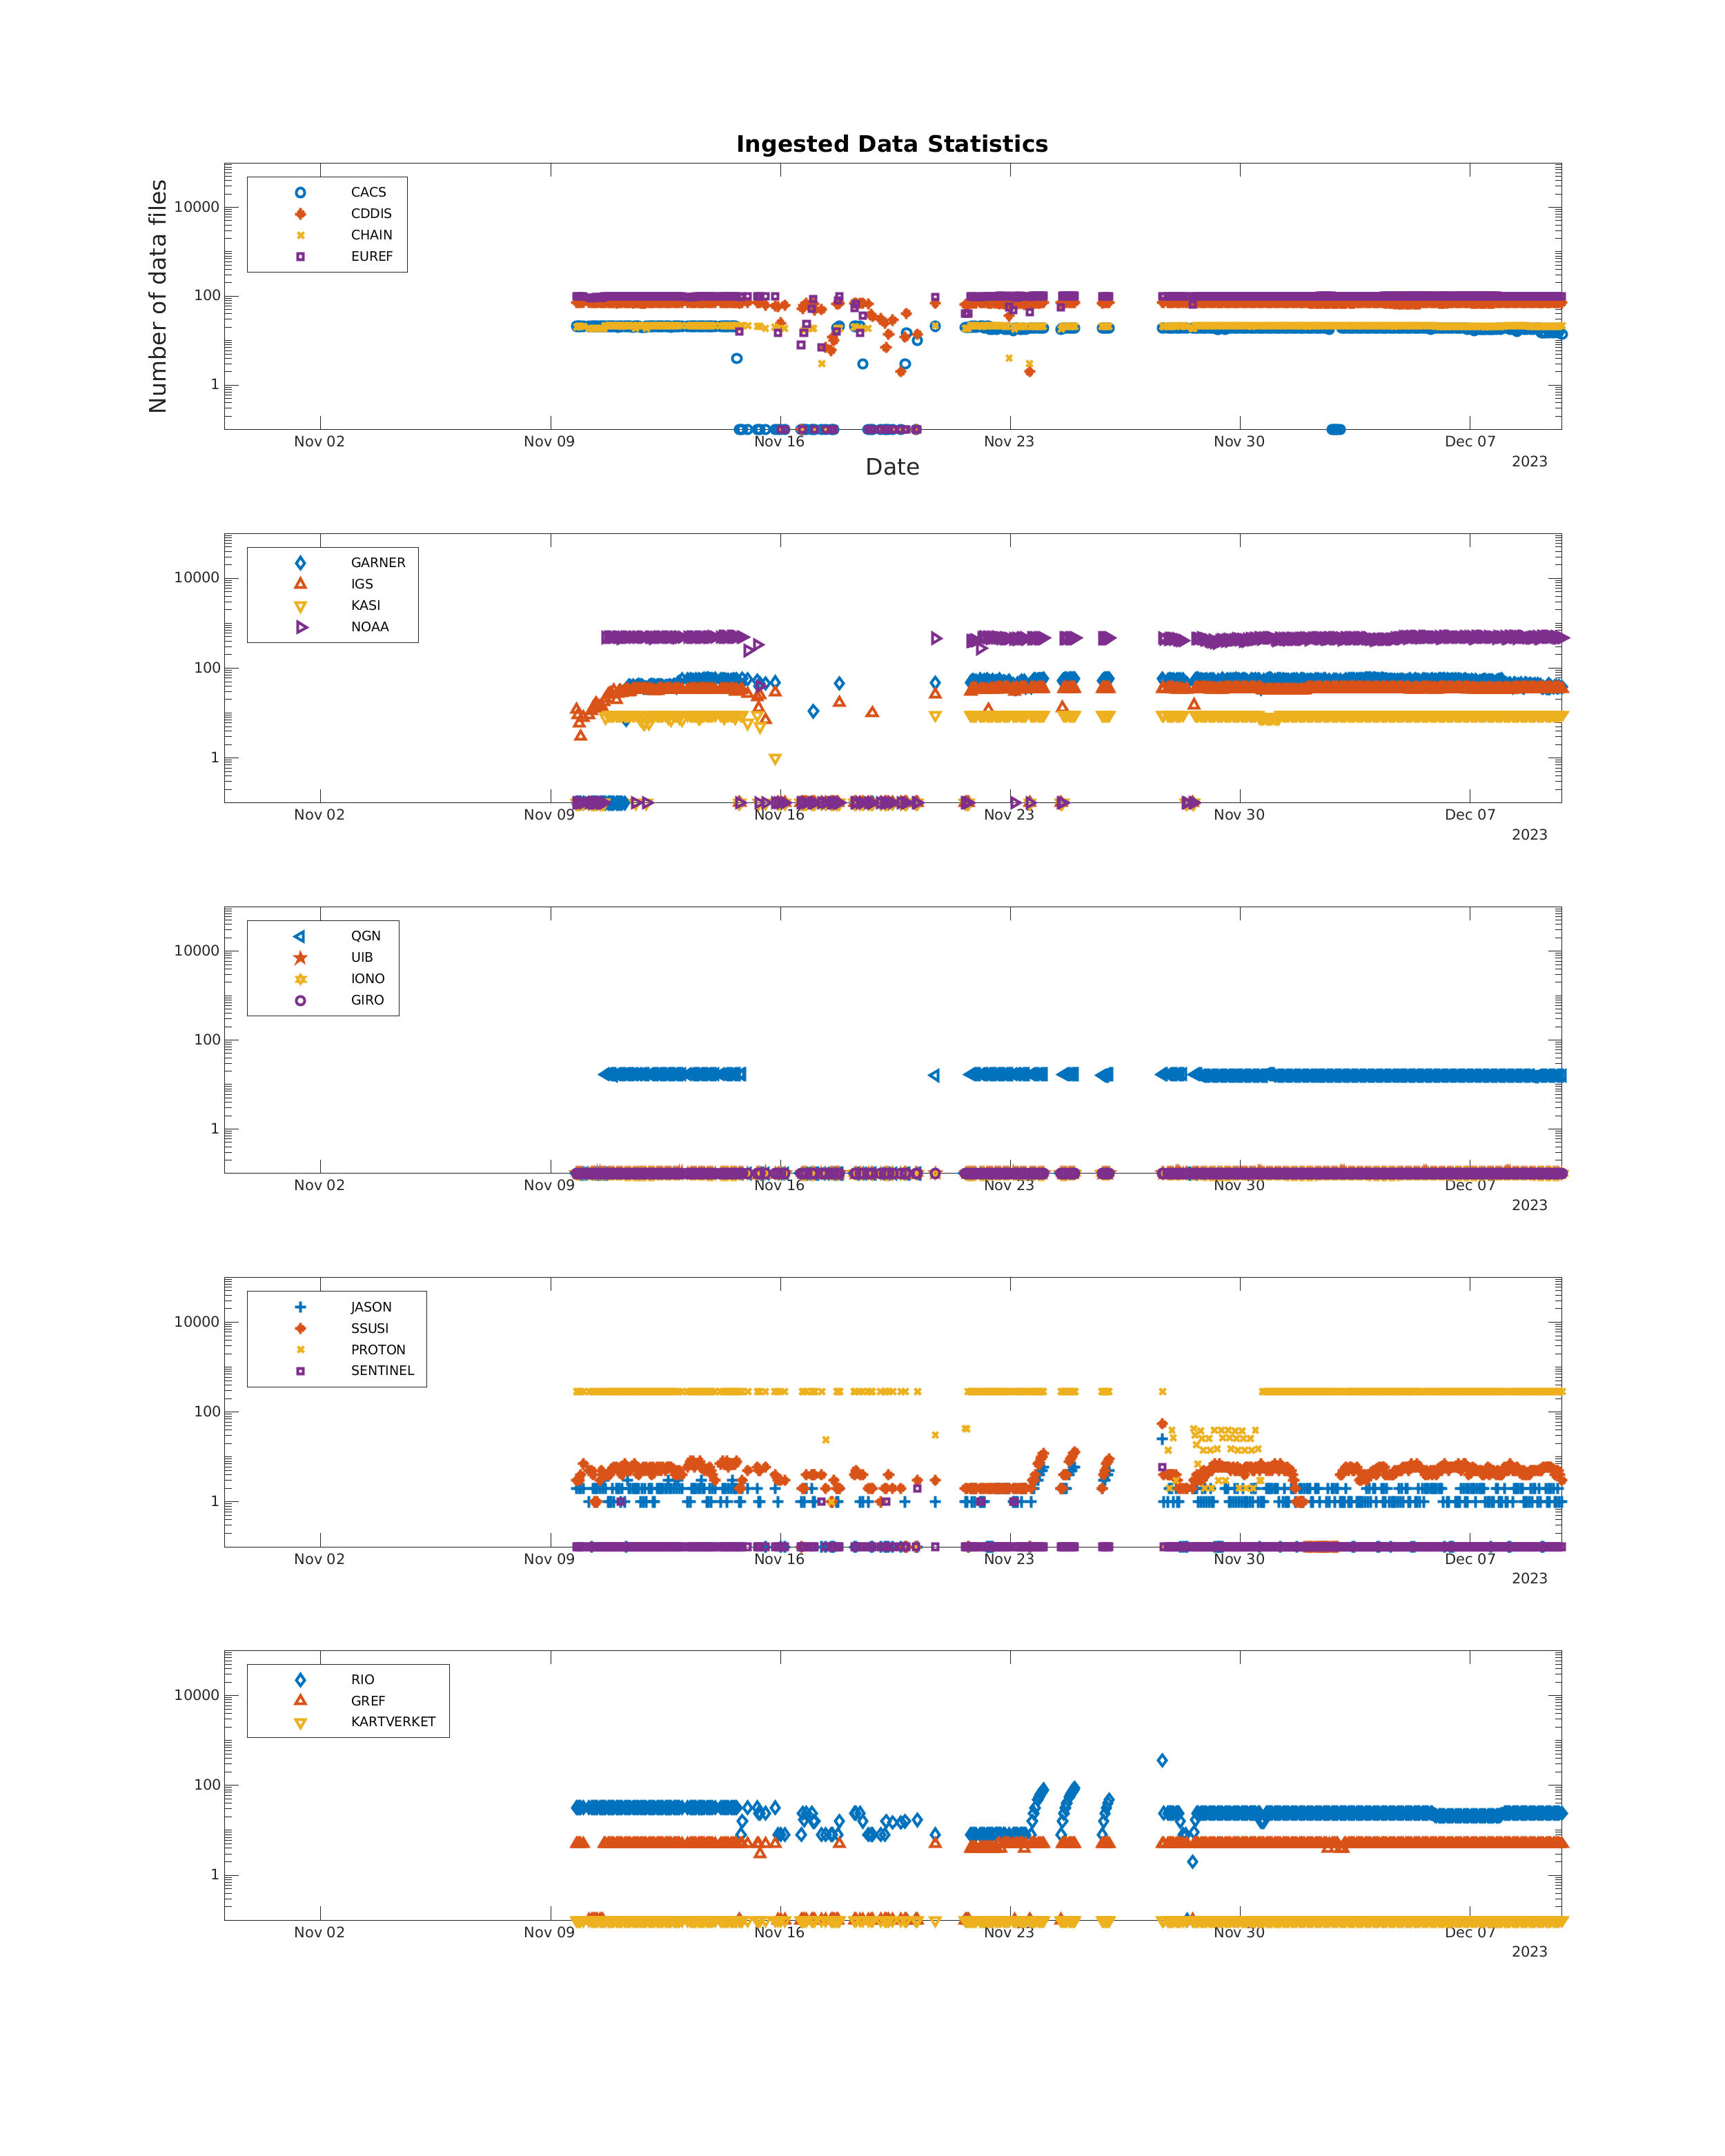 Ingested Data Statistics
Number of data files
10000
100
1
CACS
CDDIS
CHAIN
EUREF
Nov 02 Nov 09 Nov 16 Nov 23 Nov 30 Dec 07
2023
Date
10000
100
1
GARNER
IGS
KASI
NOAA
Nov 02 Nov 09 Nov 16 Nov 23 Nov 30 Dec 07
2023
10000
100
1
QGN
UIB
IONO
GIRO
Nov 02 Nov 09 Nov 16 Nov 23 Nov 30 Dec 07
2023
10000
100
1
JASON
SSUSI
PROTON
SENTINEL
Nov 02 Nov 09 Nov 16 Nov 23 Nov 30 Dec 07
2023
10000
100
1
RIO
GREF
KARTVERKET
Nov 02 Nov 09 Nov 16 Nov 23 Nov 30 Dec 07
2023